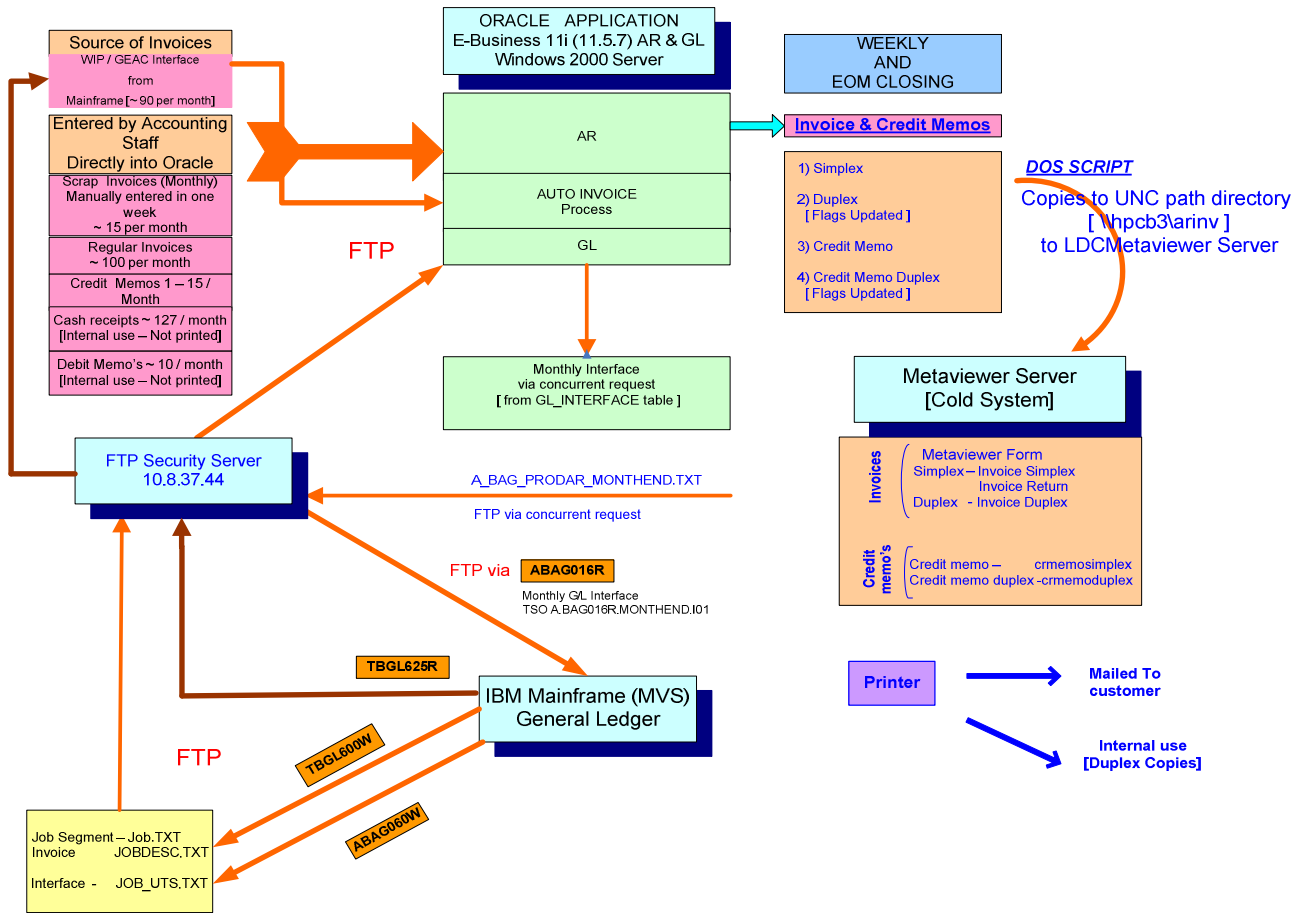 ORACLE APPLICATION
E-Business 11i (11.5.7) AR & GL
Windows 2000 Server
Source of Invoices
WIP / GEAC Interface
from
Mainframe [~ 90 per month]
Entered by Accounting
Staff
Directly into Oracle
Scrap Invoices (Monthly)
Manually entered in one
week
~ 15 per month
Regular Invoices
~ 100 per month
Credit Memos 1 – 15 /
Month
Cash receipts ~ 127 / month
[Internal use – Not printed]
Debit Memo's ~ 10 / month
[Internal use – Not printed]
AR
AUTO INVOICE
Process
GL
FTP
Monthly Interface
via concurrent request
[ from GL_INTERFACE table ]
WEEKLY
AND
EOM CLOSING
Invoice & Credit Memos
1) Simplex
2) Duplex
[ Flags Updated ]
3) Credit Memo
4) Credit Memo Duplex
[ Flags Updated ]
DOS SCRIPT
Copies to UNC path directory
[ \\hpcb3\arinv ]
to LDCMetaviewer Server
Metaviewer Server
[Cold System]
Invoices
Metaviewer Form
Simplex – Invoice Simplex
Invoice Return
Duplex - Invoice Duplex
Credit
memo's
Credit memo – crmemosimplex
Credit memo duplex -crmemoduplex
FTP Security Server
10.8.37.44
A_BAG_PRODAR_MONTHEND.TXT
FTP via concurrent request
FTP via
ABAG016R
Monthly G/L Interface
TSO A.BAG016R.MONTHEND.I01
TBGL625R
IBM Mainframe (MVS)
General Ledger
Printer
Mailed To
customer
Internal use
[Duplex Copies]
FTP
TBGL600W
ABAG060W
Job Segment – Job.TXT
Invoice JOBDESC.TXT
Interface - JOB_UTS.TXT